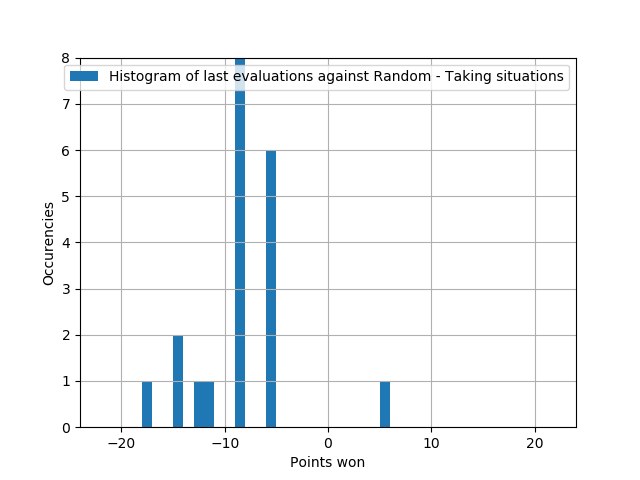 Histogram of last evaluations against Random - Taking situations
8
7
6
5
4
3
2
1
0
Occurencies
−20 −10 0 10 20
Points won